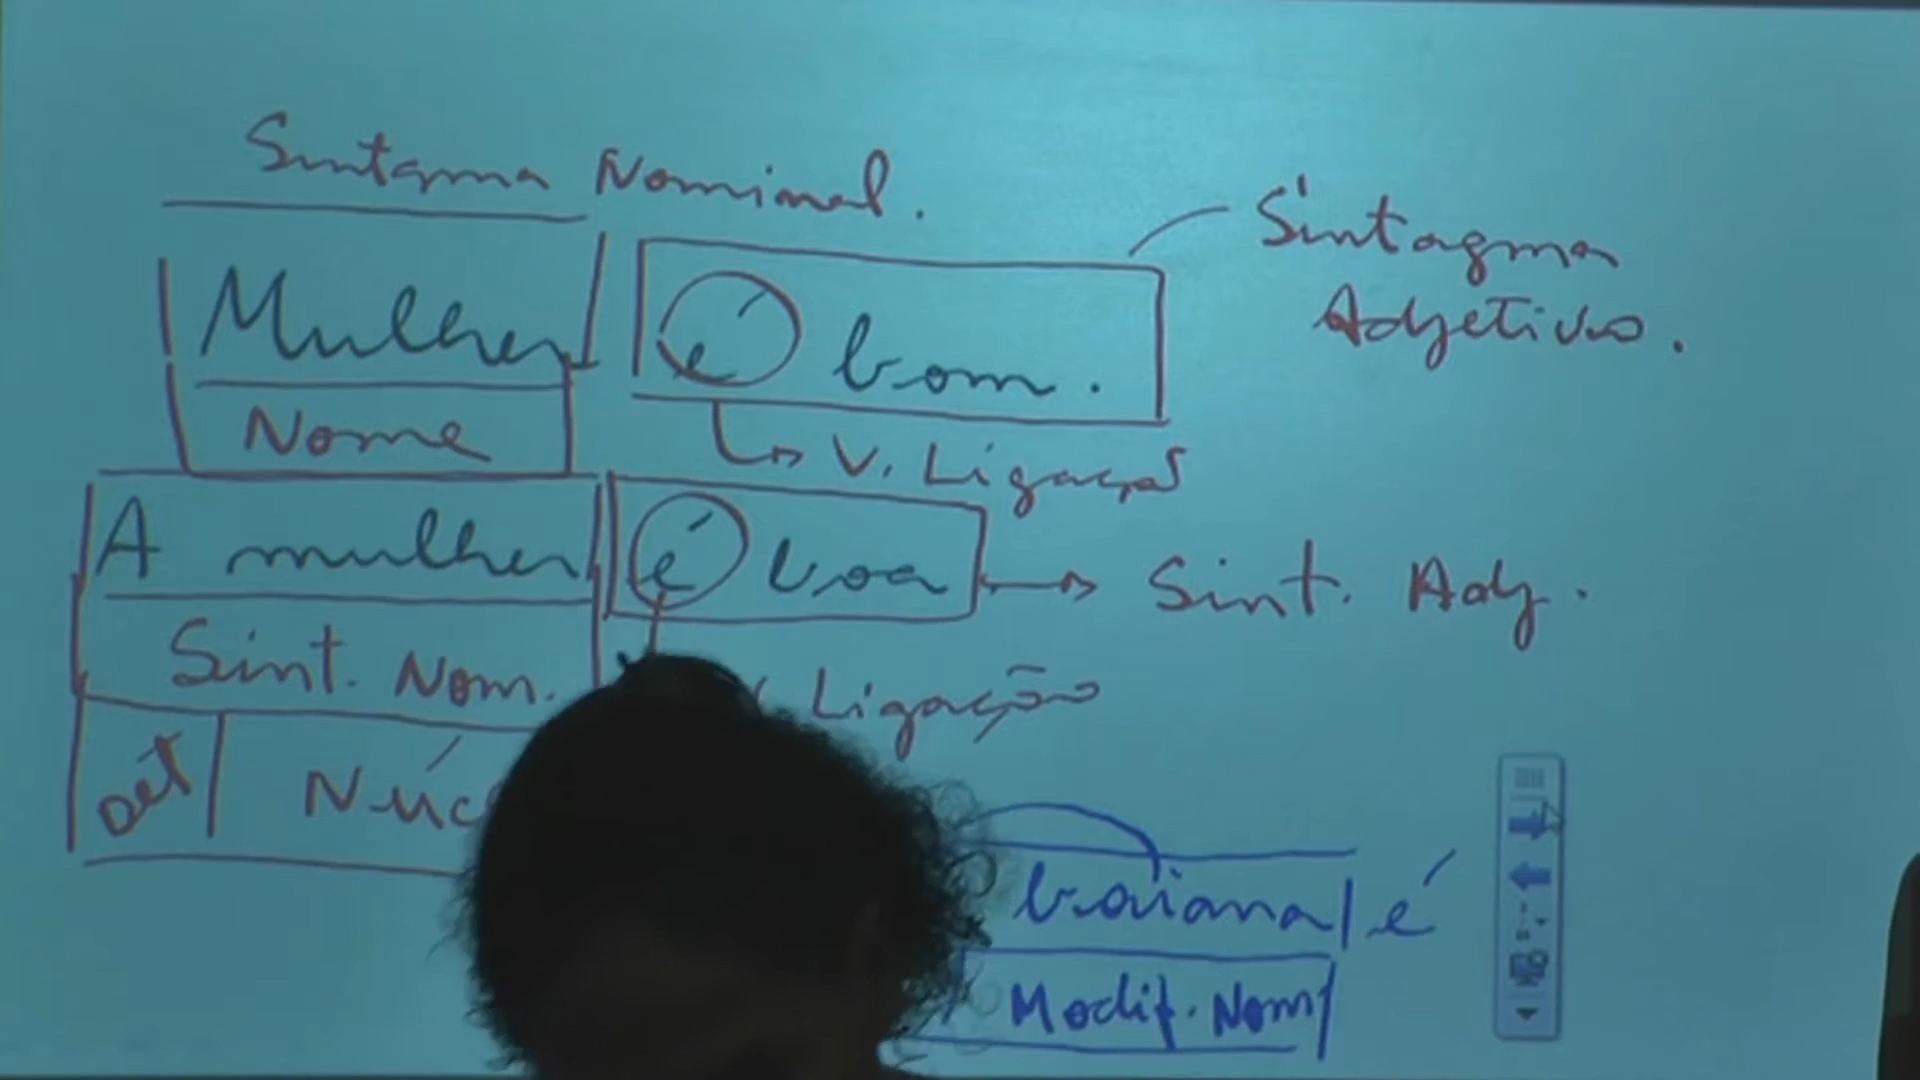 Sintagma Nominal.
Sintagma
Adjetivo.
Mulher é bom.
Nome
V. Ligação
A mulher é boa
Sint. Adj.
Sint. Nom.
Ligação
Det
baiana é
Modif. Nom